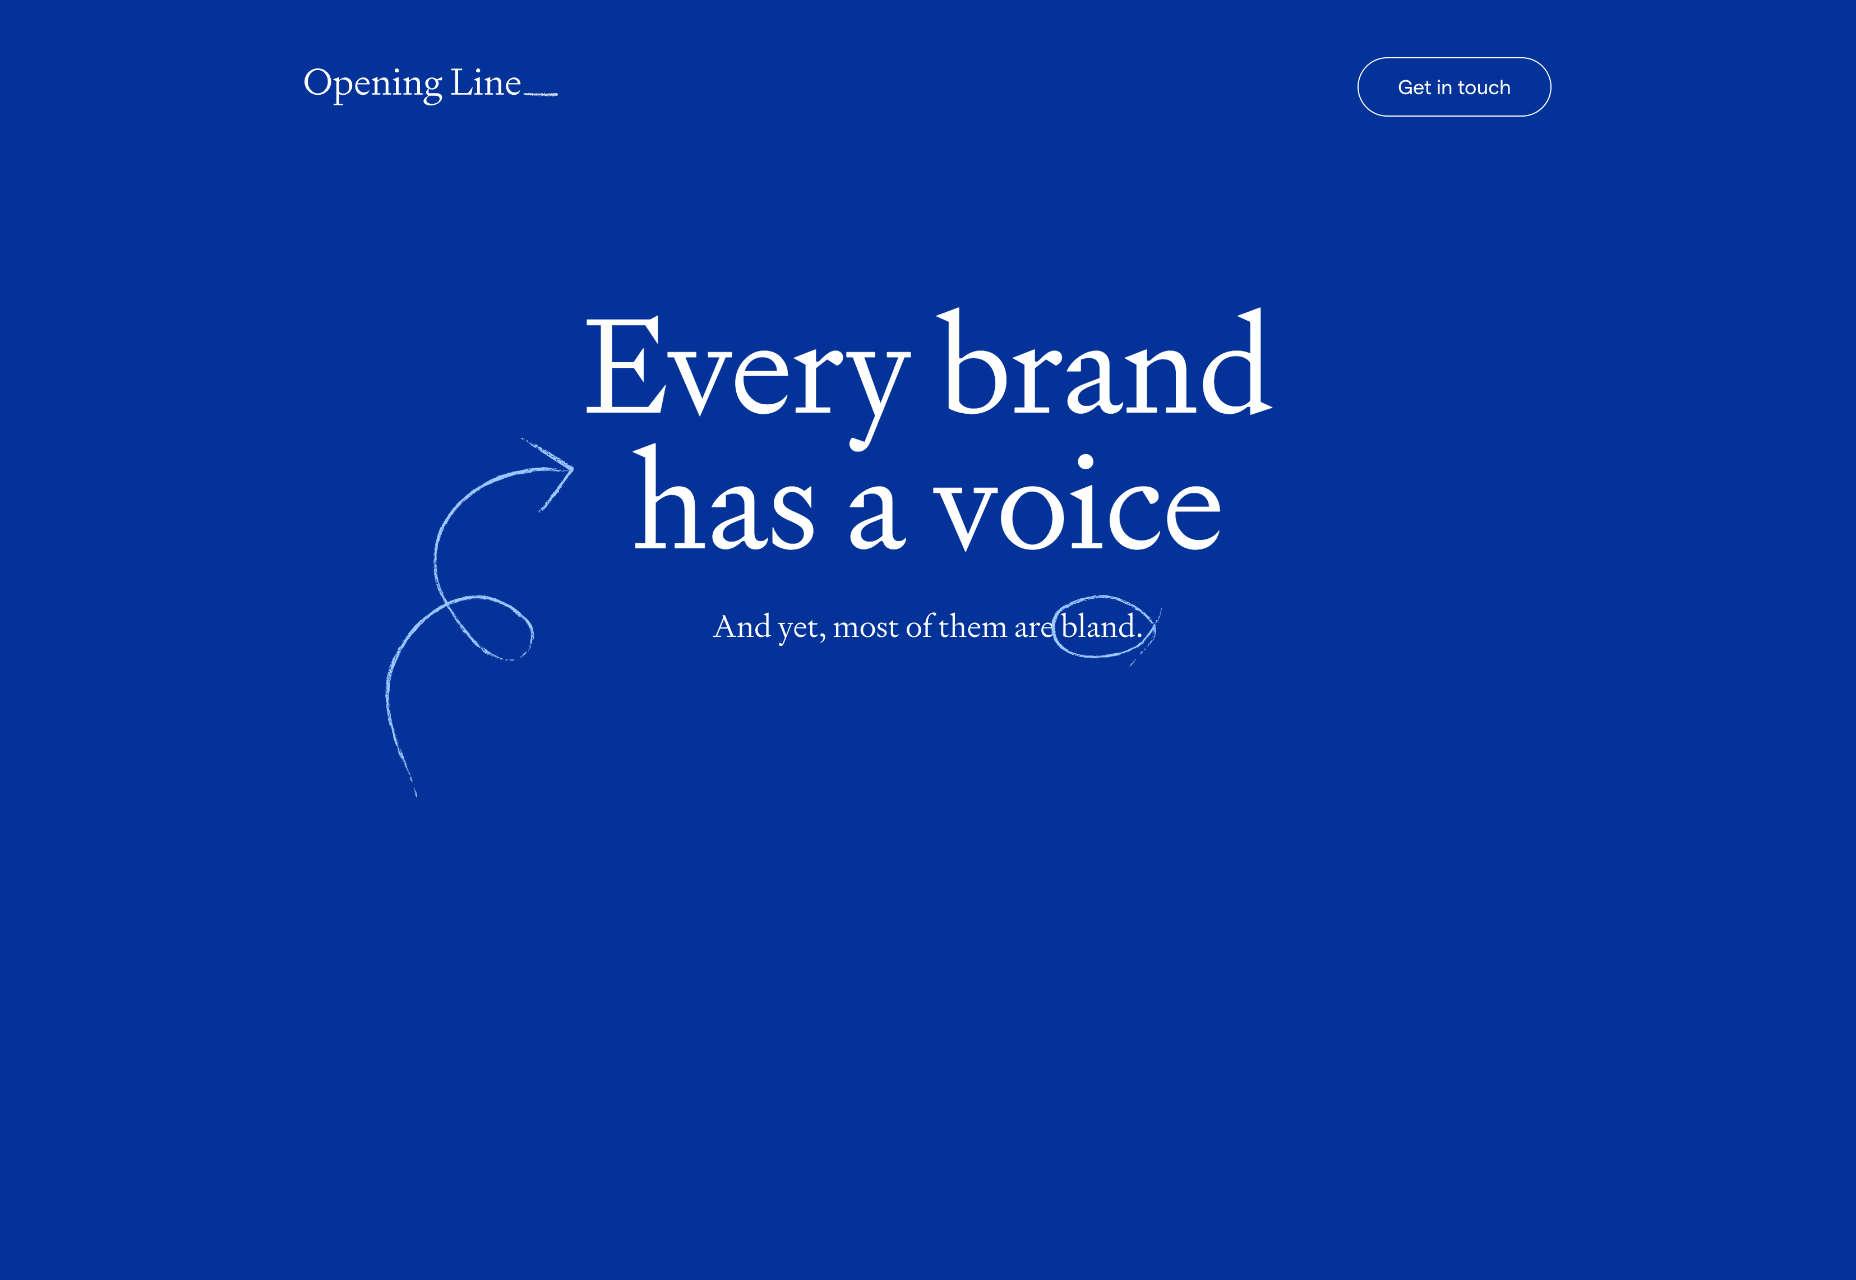 Opening Line
Get in touch
Every brand
has a voice
And yet, most of them are bland.